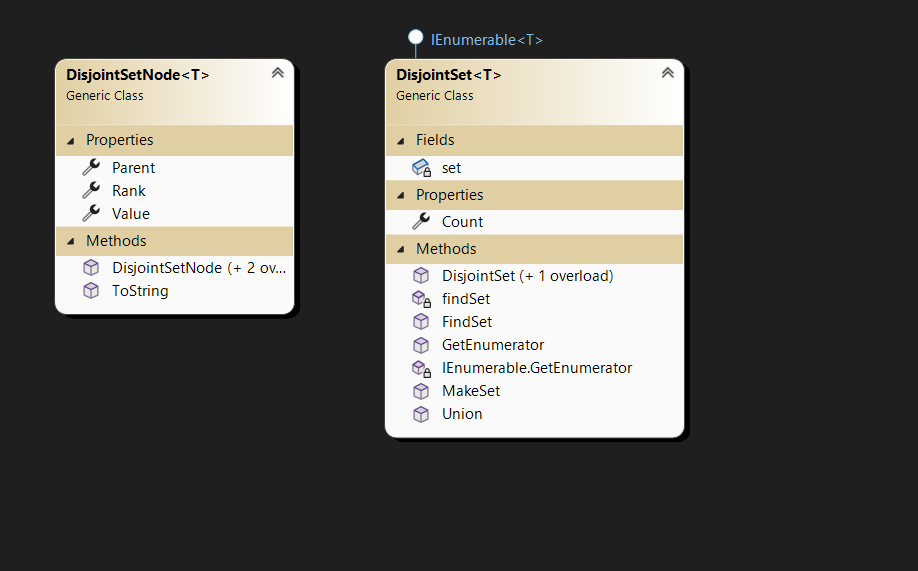 IEnumerable<T>
DisjointSetNode<T>
Generic Class
Properties
Parent
Rank
Value
Methods
DisjointSetNode (+ 2 ov...
ToString
DisjointSet<T>
Generic Class
Fields
set
Properties
Count
Methods
DisjointSet (+ 1 overload)
findSet
FindSet
GetEnumerator
IEnumerable.GetEnumerator
MakeSet
Union